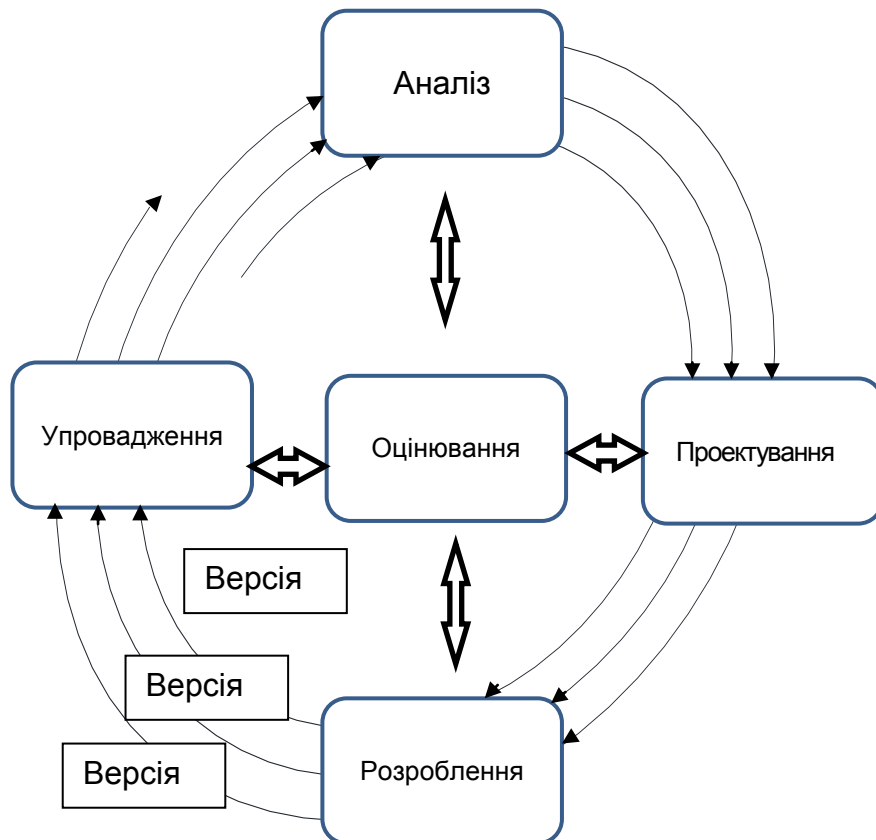 Аналіз
Упровадження
Оцінювання
Проектування
Версія
Версія
Версія
Розроблення